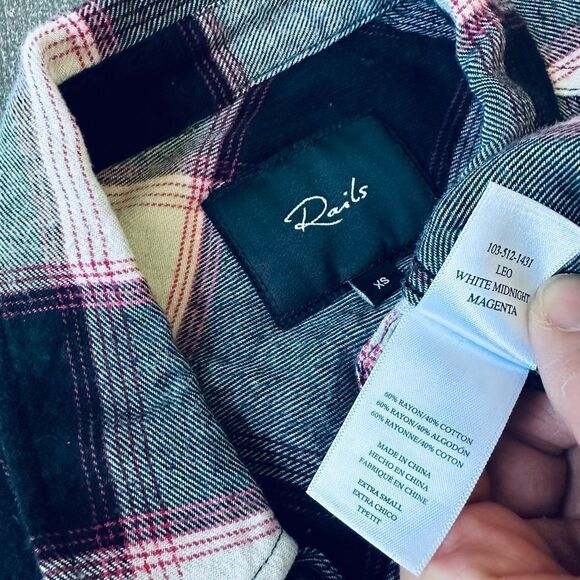 Rails
XS
103-512-1431
LEO
WHITE MIDNIGHT
MAGENTA
60% RAYON/40% COTTON
60% RAYON/40% ALGODÓN
60% RAYONNE/40% COTON
MADE IN CHINA
HECHO EN CHINA
FABRIQUÉ EN CHINE
EXTRA SMALL
EXTRA CHICO
TPETIT